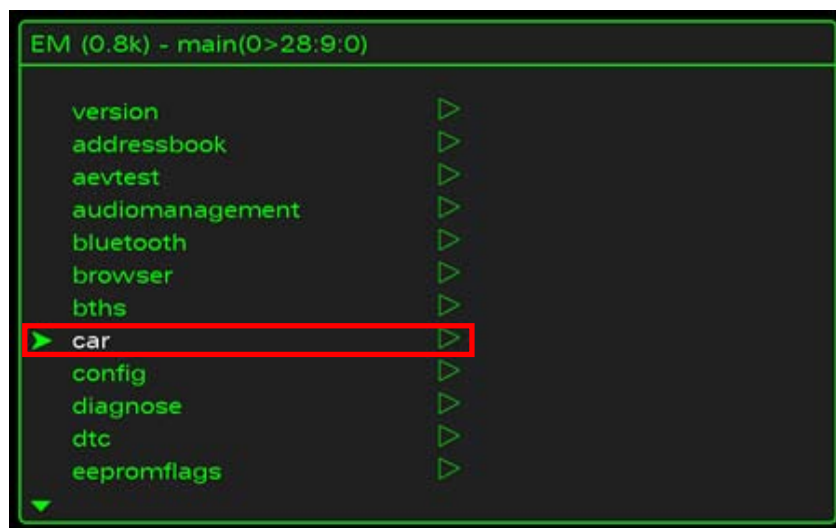 EM (0.8k) - main(0>28:9:0)
version
addressbook
aevtest
audiomanagement
bluetooth
browser
bths
car
config
diagnose
dtc
eepromflags